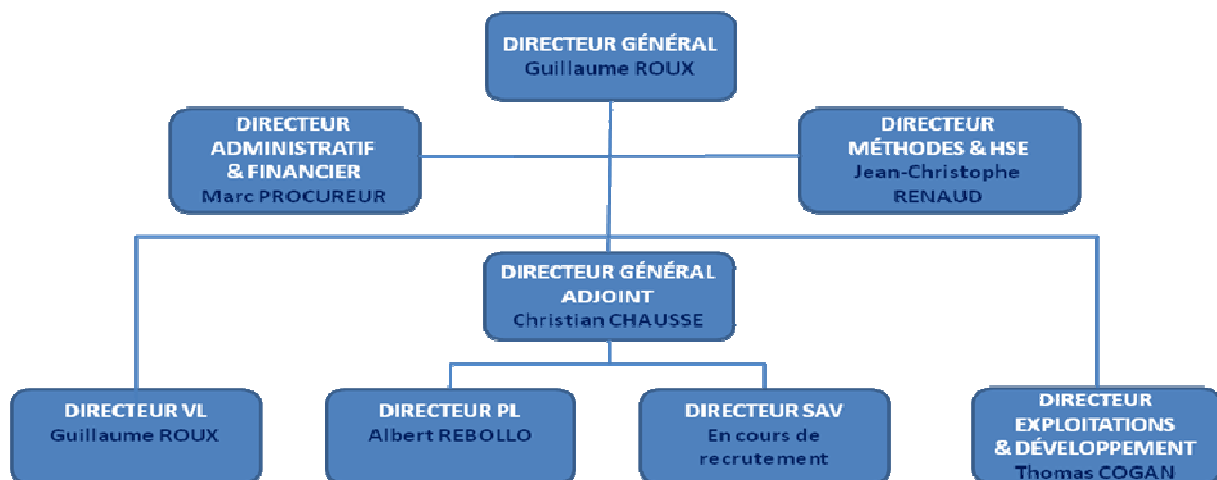 DIRECTEUR GÉNÉRAL
Guillaume ROUX
DIRECTEUR
ADMINISTRATIF
& FINANCIER
Marc PROCUREUR
DIRECTEUR
MÉTHODES & HSE
Jean-Christophe
RENAUD
DIRECTEUR GÉNÉRAL
ADJOINT
Christian CHAUSSE
DIRECTEUR VL
Guillaume ROUX
DIRECTEUR PL
Albert REBOLLO
DIRECTEUR SAV
En cours de
recrutement
DIRECTEUR
EXPLOITATIONS
& DÉVELOPPEMENT
Thomas COGAN